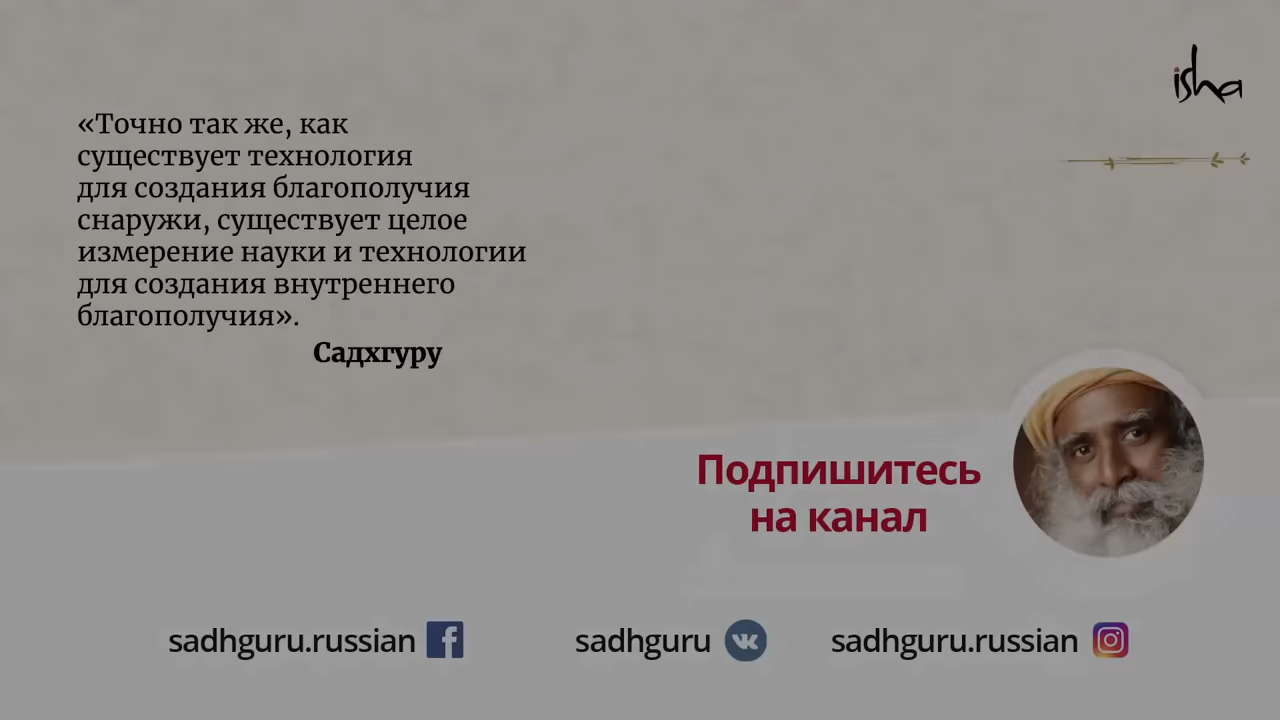 isha
«Точно так же, как
существует технология
для создания благополучия
снаружи, существует целое
измерение науки и технологии
для создания внутреннего
благополучия».
Садхгуру
Подпишитесь
на канал
sadhguru.russian f
sadhguru
sadhguru.russian